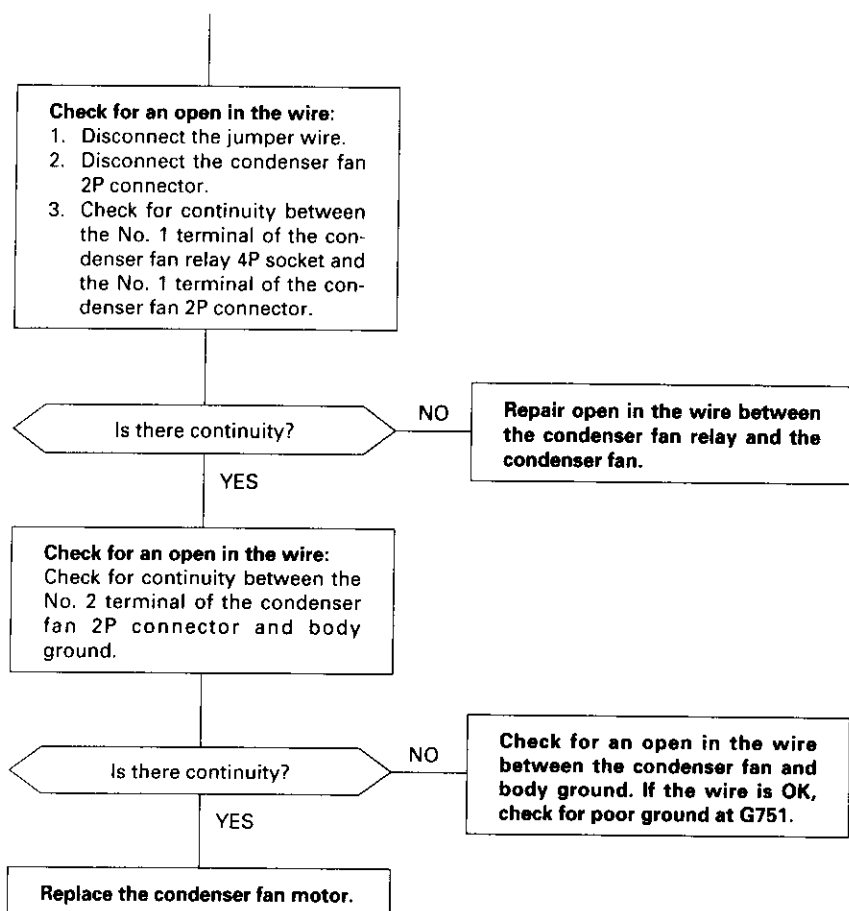 Check for an open in the wire:
1. Disconnect the jumper wire.
2. Disconnect the condenser fan
2P connector.
3. Check for continuity between
the No. 1 terminal of the con-
denser fan relay 4P socket and
the No. 1 terminal of the con-
denser fan 2P connector.
Is there continuity?
NO
Repair open in the wire between
the condenser fan relay and the
condenser fan.
YES
Check for an open in the wire:
Check for continuity between the
No. 2 terminal of the condenser
fan 2P connector and body
ground.
Is there continuity?
NO
Check for an open in the wire
between the condenser fan and
body ground. If the wire is OK,
check for poor ground at G751.
YES
Replace the condenser fan motor.